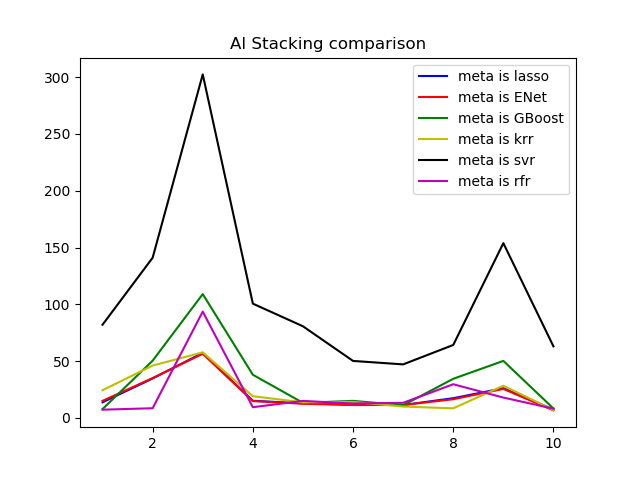 Al Stacking comparison
300
250
200
150
100
50
0
2
4
6
8
10
meta is lasso
meta is ENet
meta is GBoost
meta is krr
meta is svr
meta is rfr